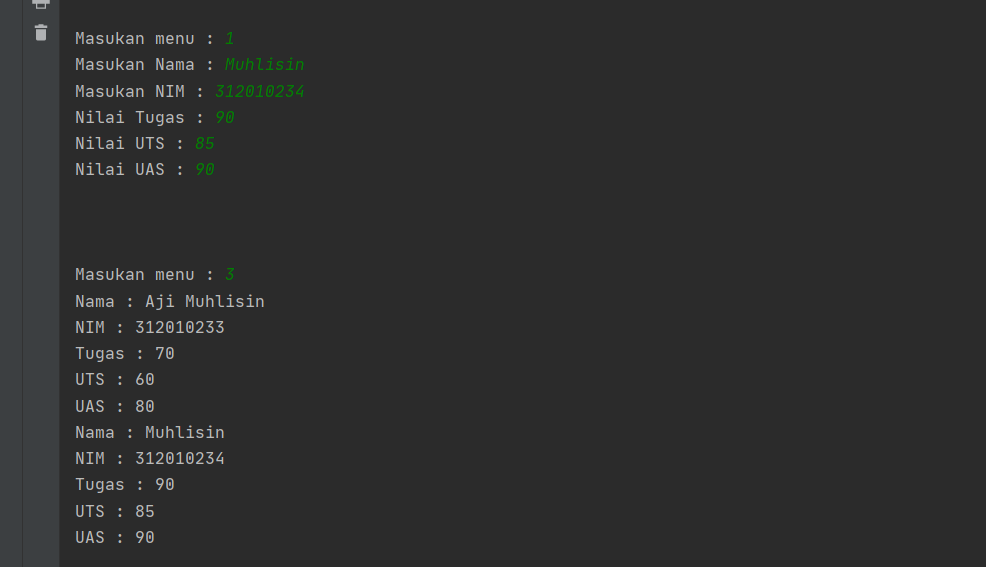 Masukan menu : 1
Masukan Nama : Muhlisin
Masukan NIM : 312010234
Nilai Tugas : 90
Nilai UTS : 85
Nilai UAS : 90
Masukan menu : 3
Nama : Aji Muhlisin
NIM : 312010233
Tugas : 70
UTS : 60
UAS : 80
Nama : Muhlisin
NIM : 312010234
Tugas : 90
UTS : 85
UAS : 90